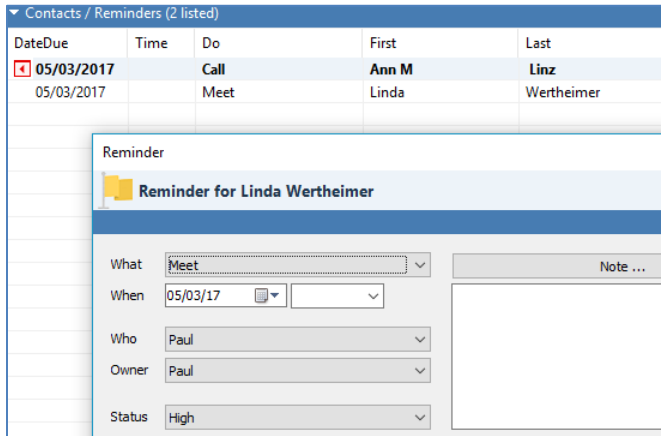 Contacts / Reminders (2 listed)
DateDue Time Do First Last
05/03/2017 Call Ann M Linz
05/03/2017 Meet Linda Wertheimer
Reminder
Reminder for Linda Wertheimer
What Meet Note ...
When 05/03/17
Who Paul
Owner Paul
Status High